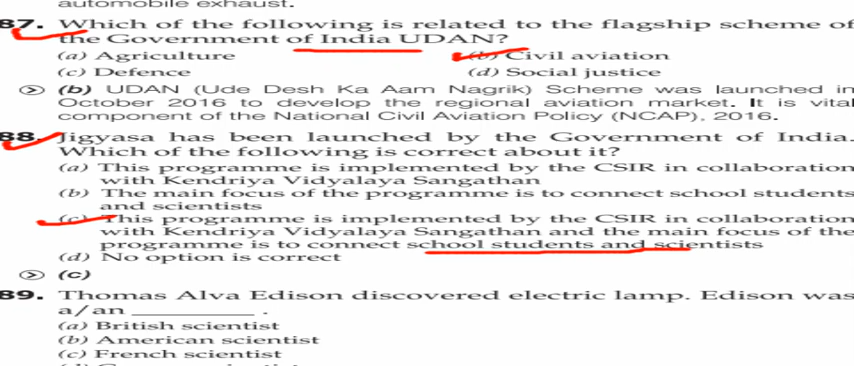 automobile exhaust.
87. Which of the following is related to the flagship scheme of
the Government of India UDAN?
(a) Agriculture (b) Civil aviation
(c) Defence (d) Social justice
(b) UDAN (Ude Desh Ka Aam Nagrik) Scheme was launched in
October 2016 to develop the regional aviation market. It is vital
component of the National Civil Aviation Policy (NCAP), 2016.
88. Jigyasa has been launched by the Government of India.
Which of the following is correct about it?
(a) This programme is implemented by the CSIR in collaboration
with Kendriya Vidyalaya Sangathan
(b) The main focus of the programme is to connect school students
and scientists
(c) This programme is implemented by the CSIR in collaboration
with Kendriya Vidyalaya Sangathan and the main focus of the
programme is to connect school students and scientists
(d) No option is correct
(c)
89. Thomas Alva Edison discovered electric lamp. Edison was
a/an __________ .
(a) British scientist
(b) American scientist
(c) French scientist